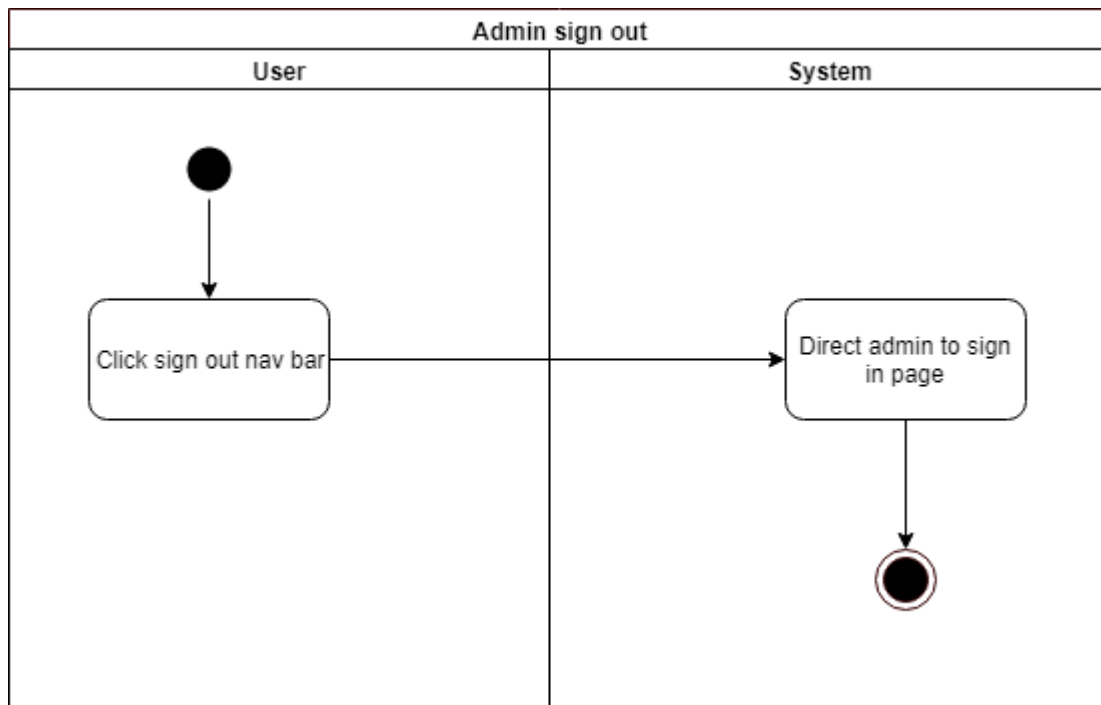 Admin sign out
User
System
Click sign out nav bar
Direct admin to sign
in page